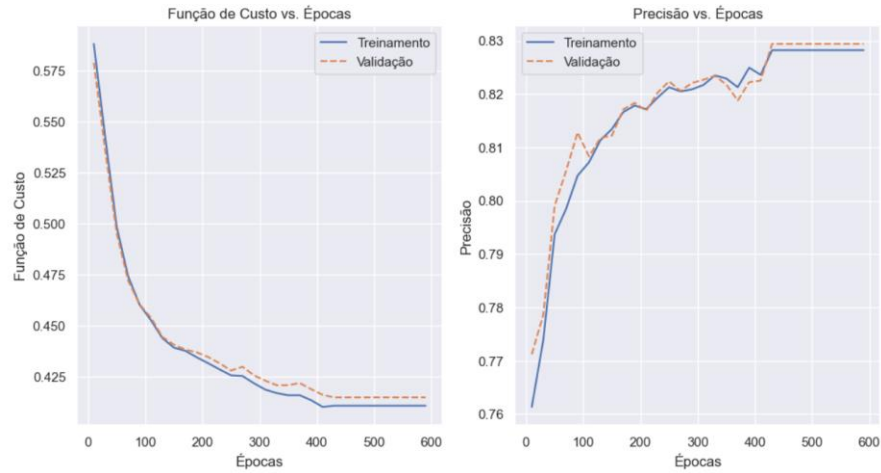 Função de Custo vs. Épocas
Treinamento
Validação
0.575
0.550
0.525
0.500
0.475
0.450
0.425
Função de Custo
0 100 200 300 400 500 600
Épocas
Precisão vs. Épocas
Treinamento
Validação
0.83
0.82
0.81
0.80
0.79
0.78
0.77
0.76
Precisão
0 100 200 300 400 500 600
Épocas